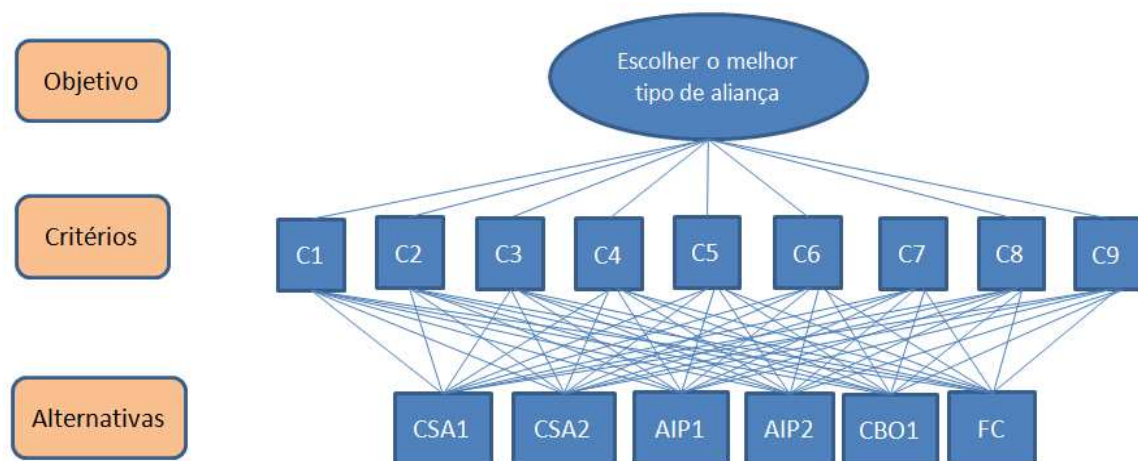 Objetivo
Escolher o melhor
tipo de aliança
Critérios
C1
C2
C3
C4
C5
C6
C7
C8
C9
Alternativas
CSA1
CSA2
AIP1
AIP2
CBO1
FC